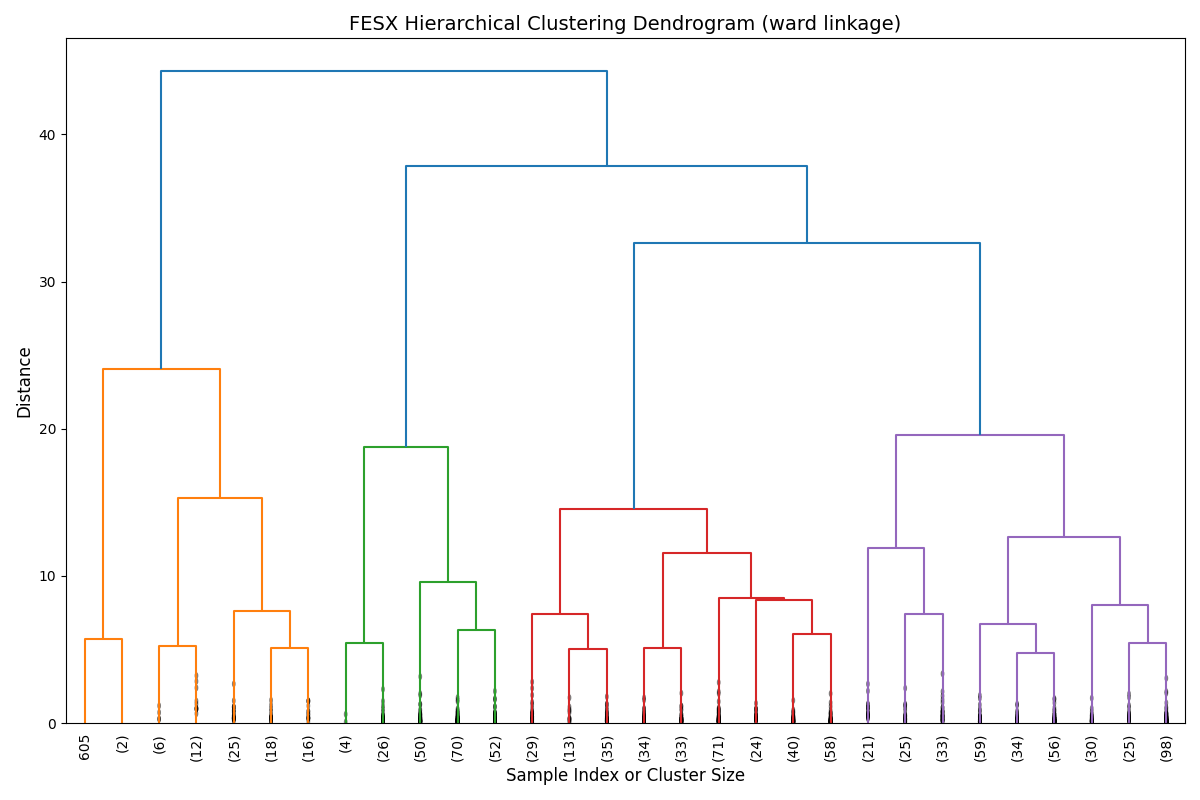 FESX Hierarchical Clustering Dendrogram (ward linkage)
Distance
40
30
20
10
0
605 (2) (6) (12) (25) (18) (16) (4) (26) (50) (70) (52) (29) (13) (35) (34) (33) (71) (24) (40) (58) (21) (25) (33) (59) (34) (56) (30) (25) (98)
Sample Index or Cluster Size